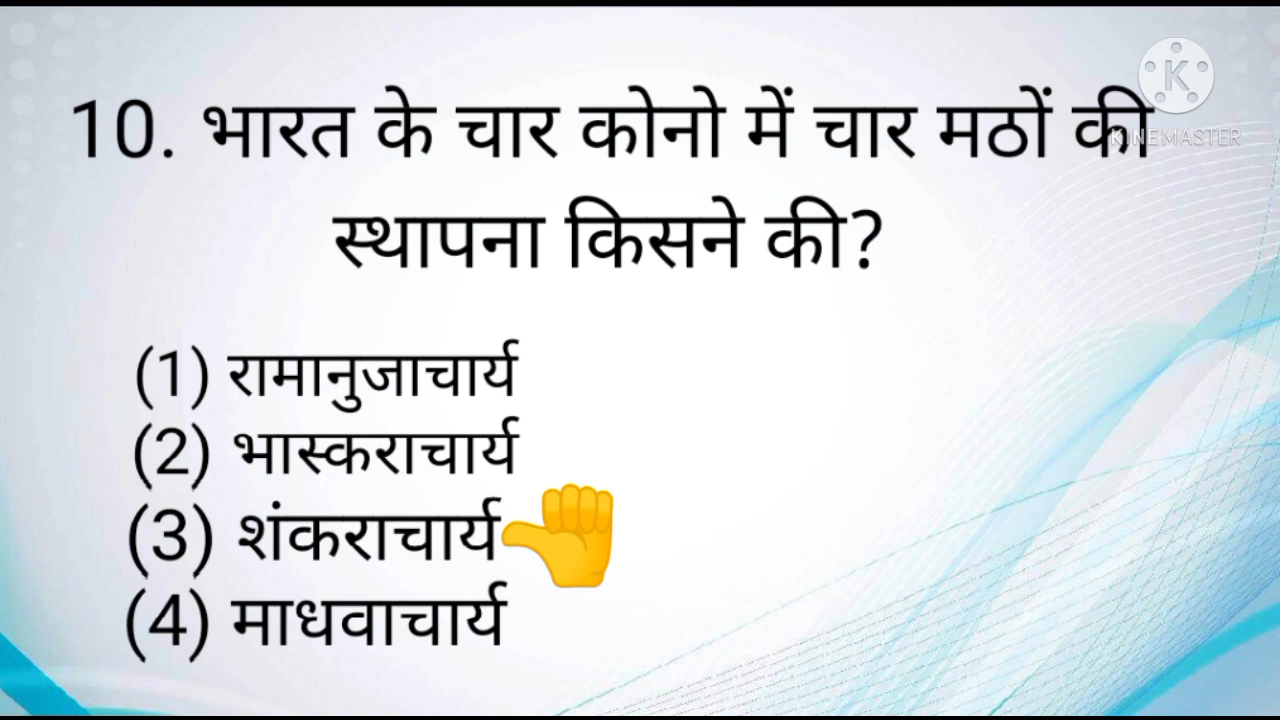 10. भारत के चार कोनो में चार मठों की
स्थापना किसने की?
(1) रामानुजाचार्य
(2) भास्कराचार्य
(3) शंकराचार्य
(4) माधवाचार्य
K
KINEMASTER